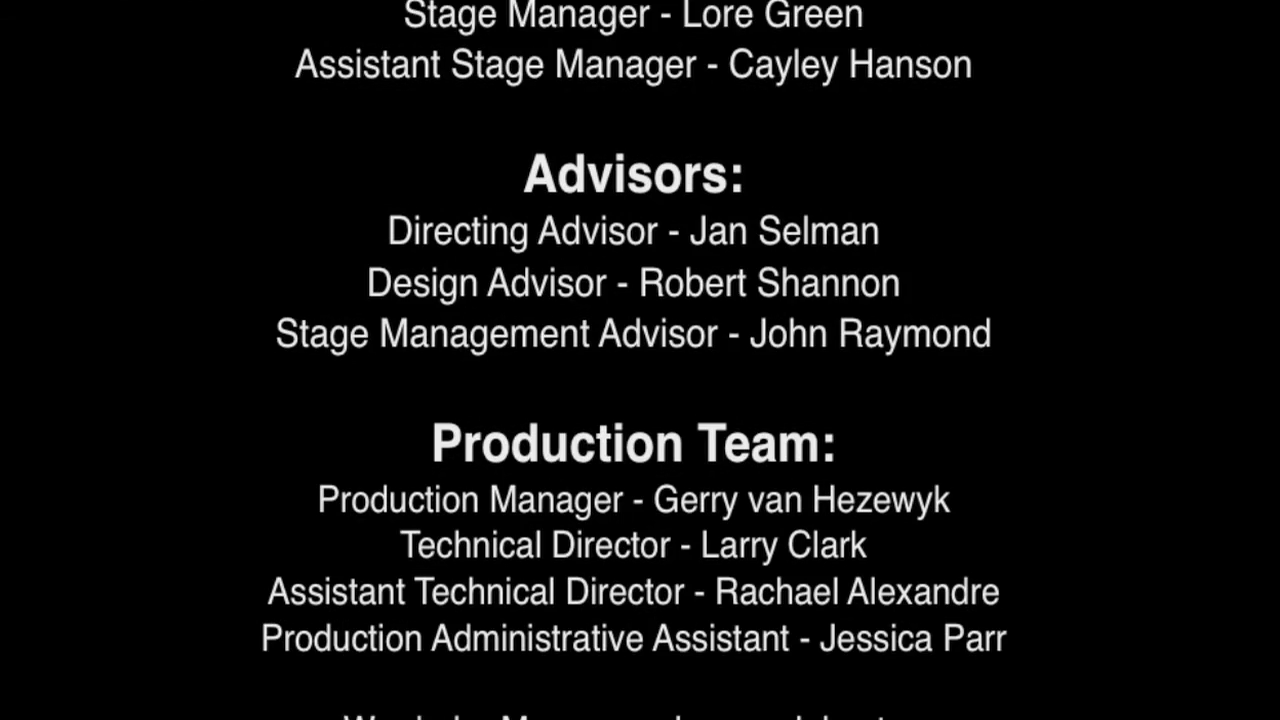 Stage Manager - Lore Green
Assistant Stage Manager - Cayley Hanson
Advisors:
Directing Advisor - Jan Selman
Design Advisor - Robert Shannon
Stage Management Advisor - John Raymond
Production Team:
Production Manager - Gerry van Hezewyk
Technical Director - Larry Clark
Assistant Technical Director - Rachael Alexandre
Production Administrative Assistant - Jessica Parr